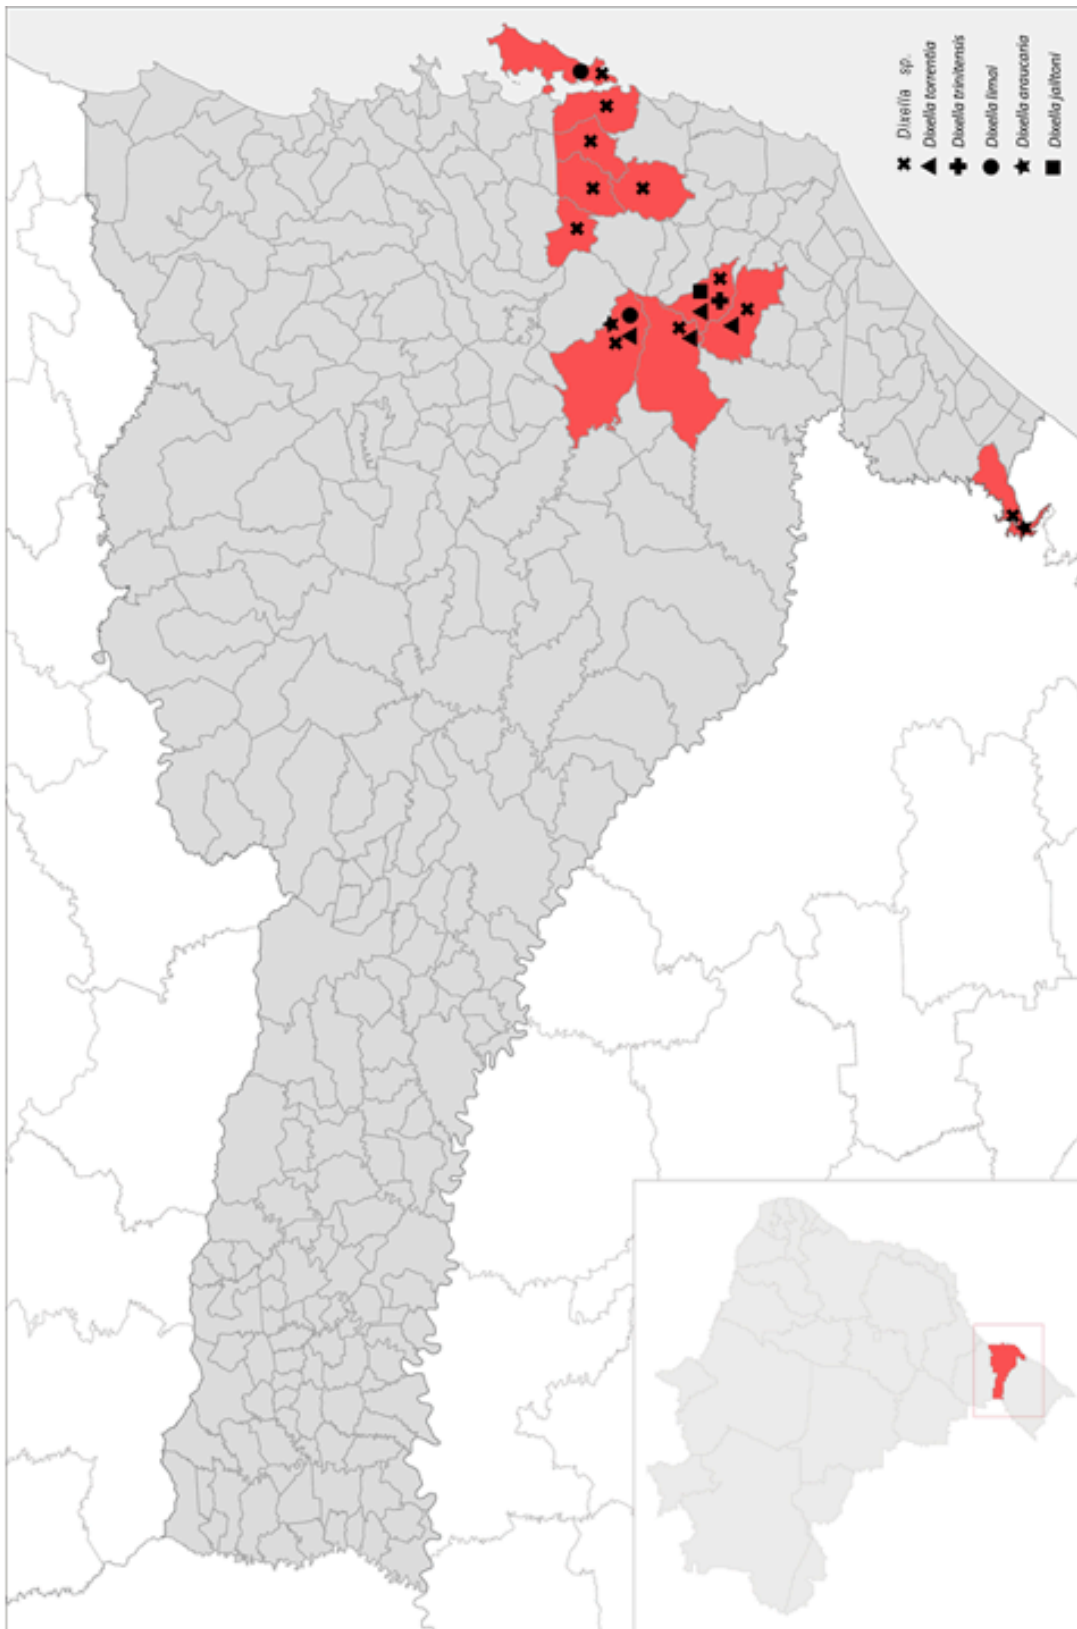 Dixella sp.
Dixella torrentia
Dixella trinitensis
Dixella limai
Dixella araucaria
Dixella jailtoni